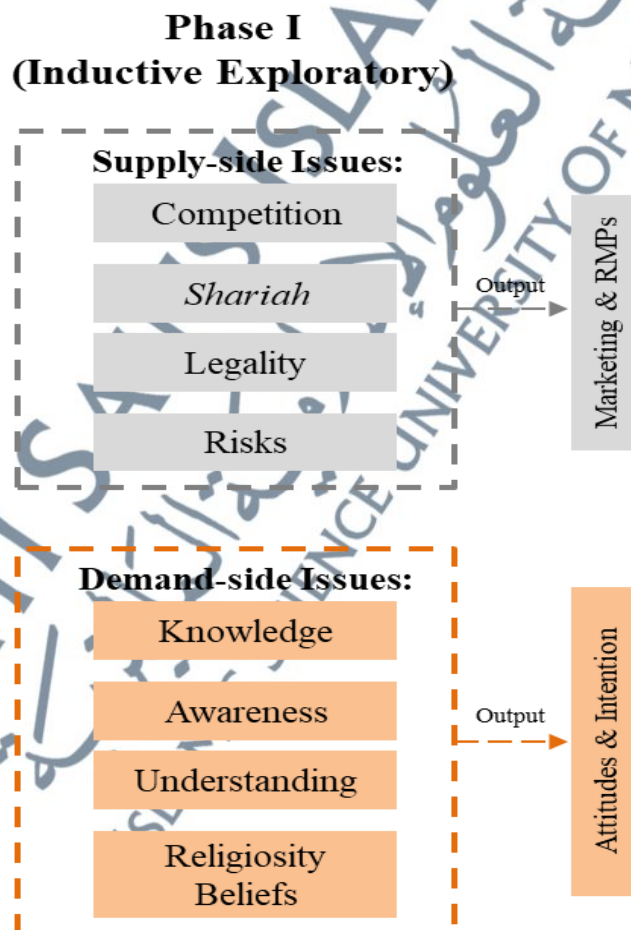 Phase I
(Inductive Exploratory)
Supply-side Issues:
Competition
Shariah
Legality
Risks
Output
Marketing & RMPs
Demand-side Issues:
Knowledge
Awareness
Understanding
Religiosity
Beliefs
Output
Attitudes & Intention